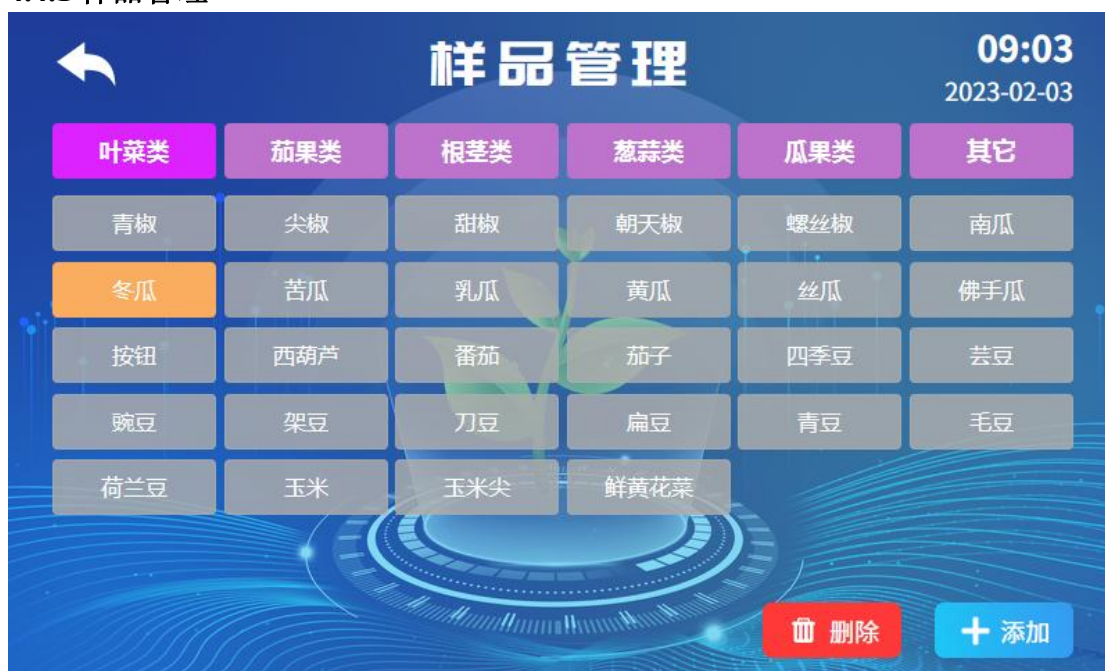 样品管理
09:03
2023-02-03
叶菜类 茄果类 根茎类 葱蒜类 瓜果类 其它
青椒 尖椒 甜椒 朝天椒 螺丝椒 南瓜
冬瓜 苦瓜 乳瓜 黄瓜 丝瓜 佛手瓜
按钮 西葫芦 番茄 茄子 四季豆 芸豆
豌豆 架豆 刀豆 扁豆 青豆 毛豆
荷兰豆 玉米 玉米尖 鲜黄花菜
删除 添加